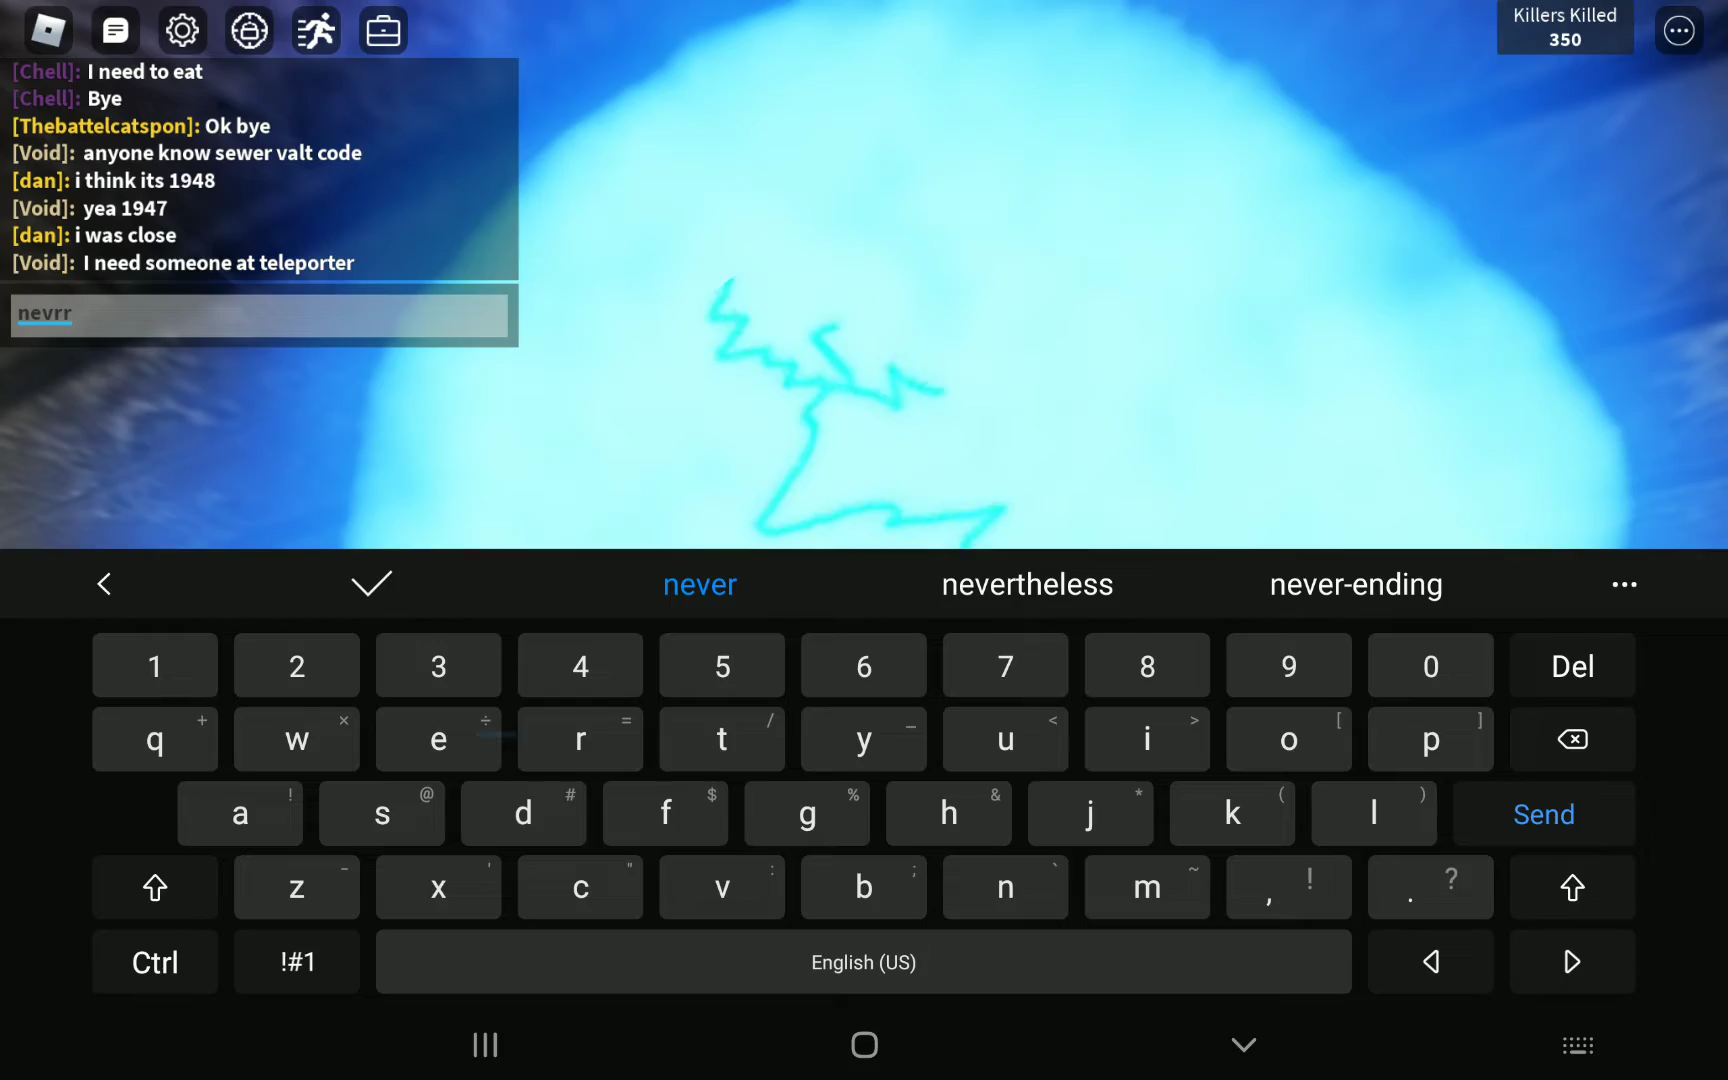 Killers Killed
350
[Chell]: I need to eat
[Chell]: Bye
[Thebattelcatspon]: Ok bye
[Void]: anyone know sewer valt code
[dan]: i think its 1948
[Void]: yea 1947
[dan]: i was close
[Void]: I need someone at teleporter
nevrr
never nevertheless never-ending
1 2 3 4 5 6 7 8 9 0 Del
q + w × e ÷ r = t / y _ u < i > o [ p ]
a ! s @ d # f $ g % h & j * k ( l ) Send
z - x ' c " v : b ; n ` m ~ , ! . ?
Ctrl !#1 English (US)